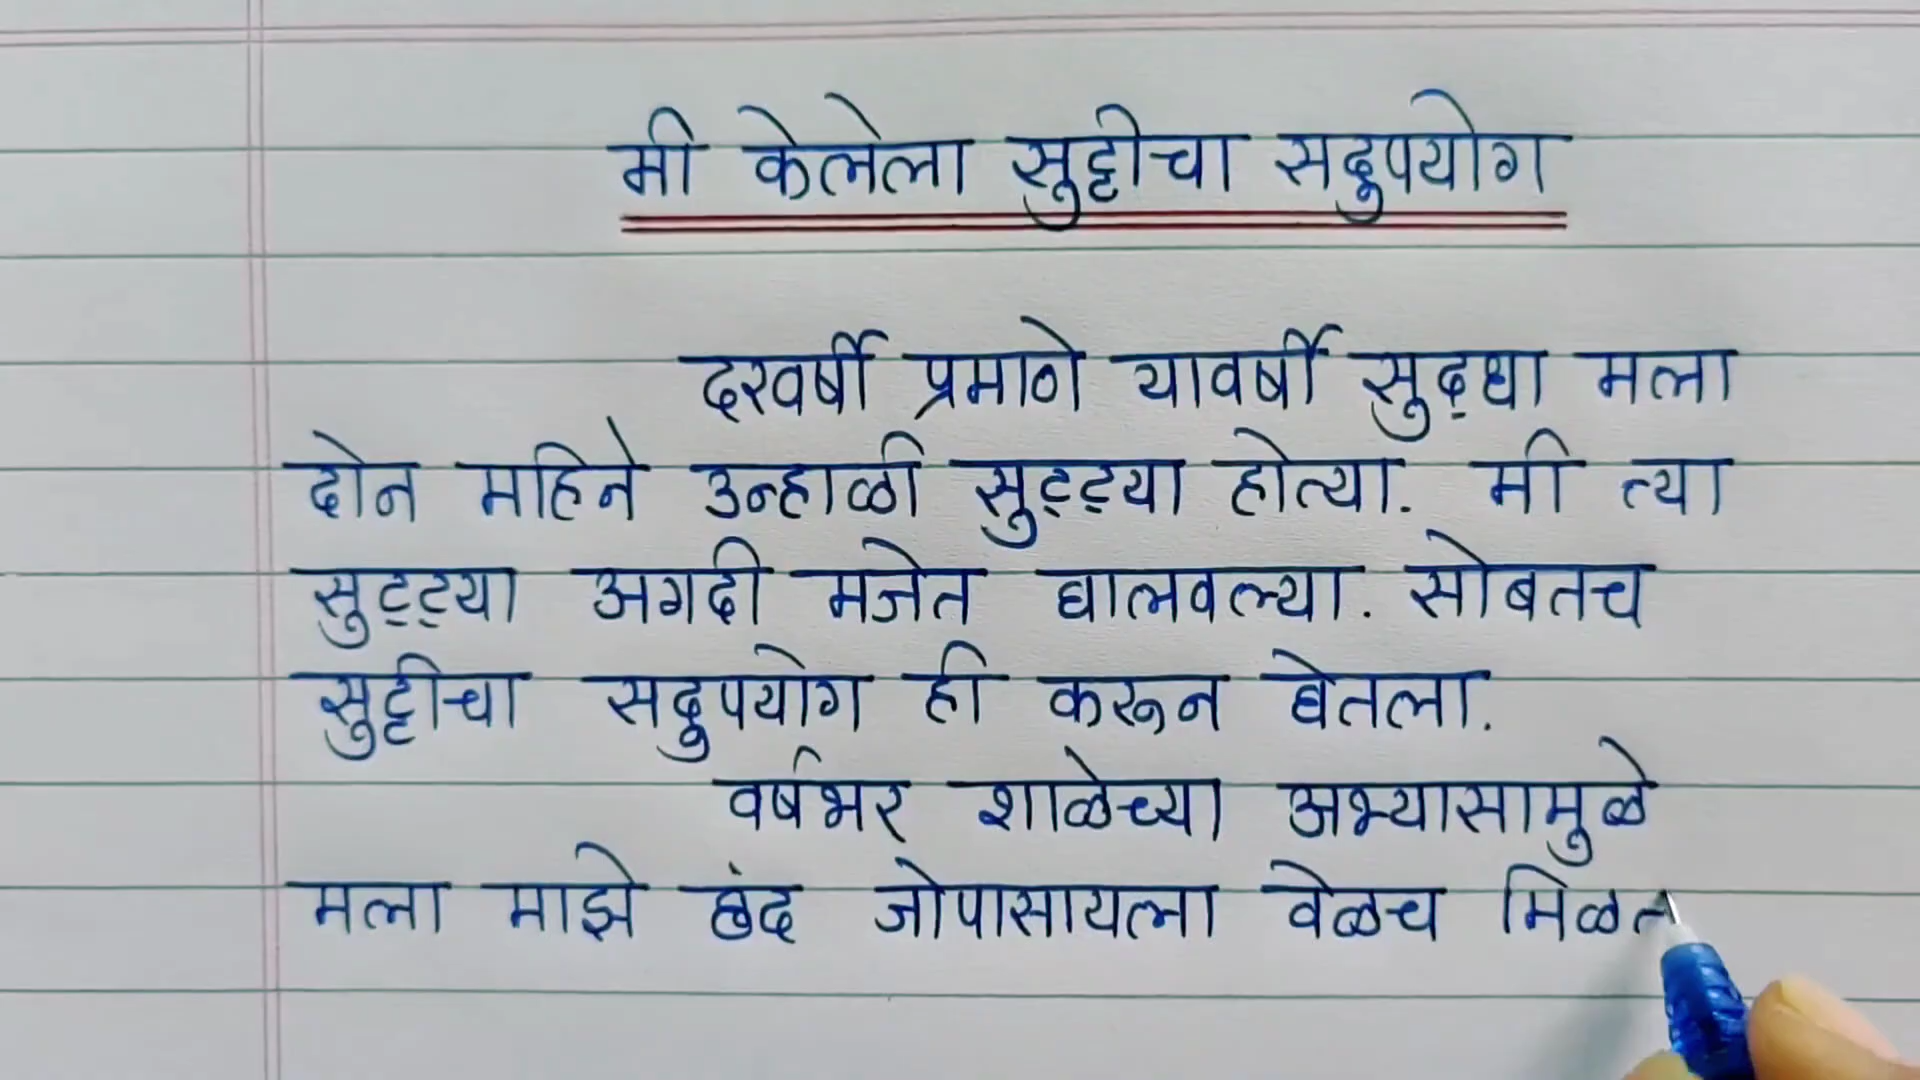 मी केलेला सुट्टीचा सदुपयोग
दरवर्षी प्रमाणे यावर्षी सुद्धा मला
दोन महिने उन्हाळी सुट्ट्या होत्या. मी त्या
सुट्ट्या अगदी मजेत घालवल्या. सोबतच
सुट्टीचा सदुपयोग ही करून घेतला.
वर्षभर शाळेच्या अभ्यासामुळे
मला माझे छंद जोपासायला वेळच मिळत